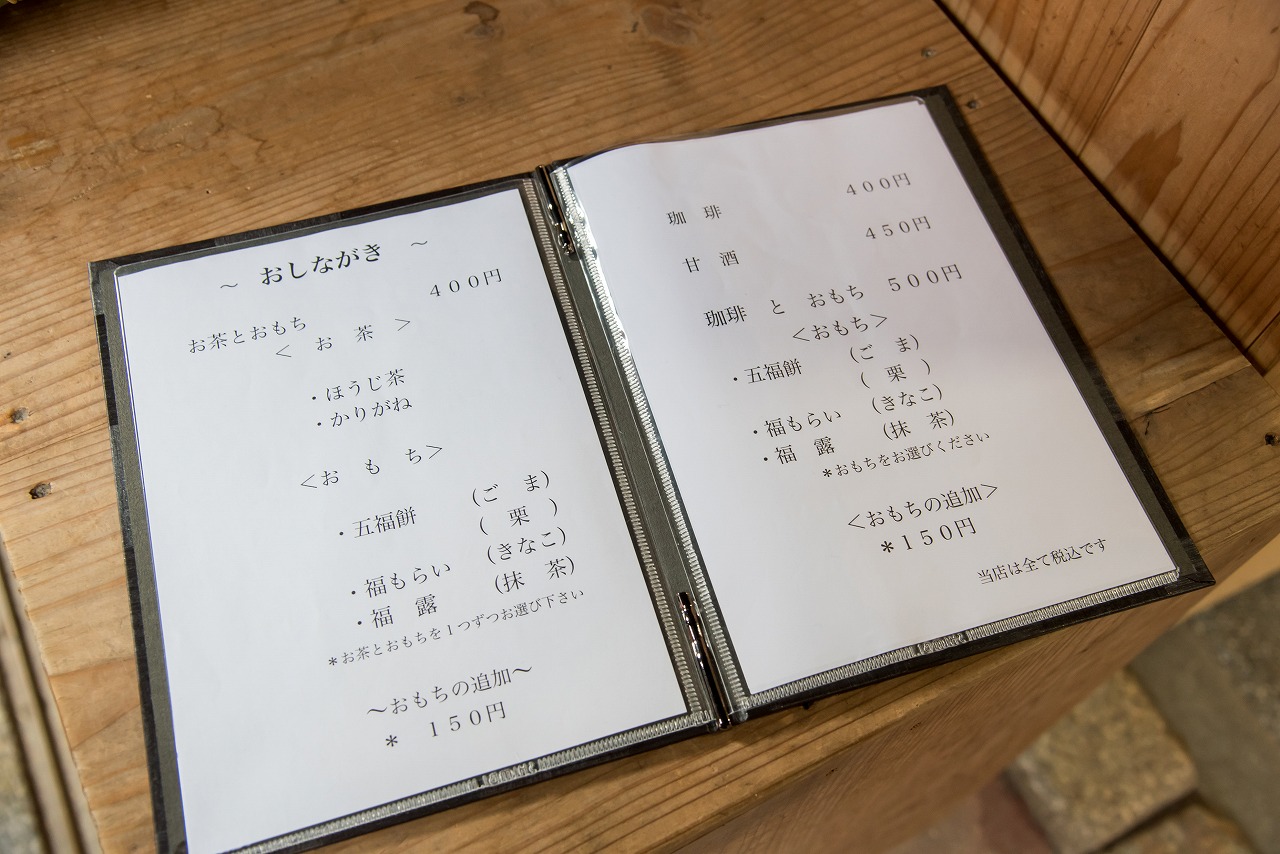 ～ おしながき ～
お茶とおもち ４００円
＜ お 茶 ＞
・ほうじ茶
・かりがね
＜お も ち＞
・五福餅 （ご ま）
（ 栗 ）
・福もらい （きなこ）
・福 露 （抹 茶）
＊お茶とおもちを１つずつお選び下さい
～おもちの追加～
＊ １５０円
珈 琲 ４００円
甘 酒 ４５０円
珈琲 と おもち ５００円
＜おもち＞
・五福餅 （ご ま）
（ 栗 ）
・福もらい （きなこ）
・福 露 （抹 茶）
＊おもちをお選びください
＜おもちの追加＞
＊１５０円
当店は全て税込です